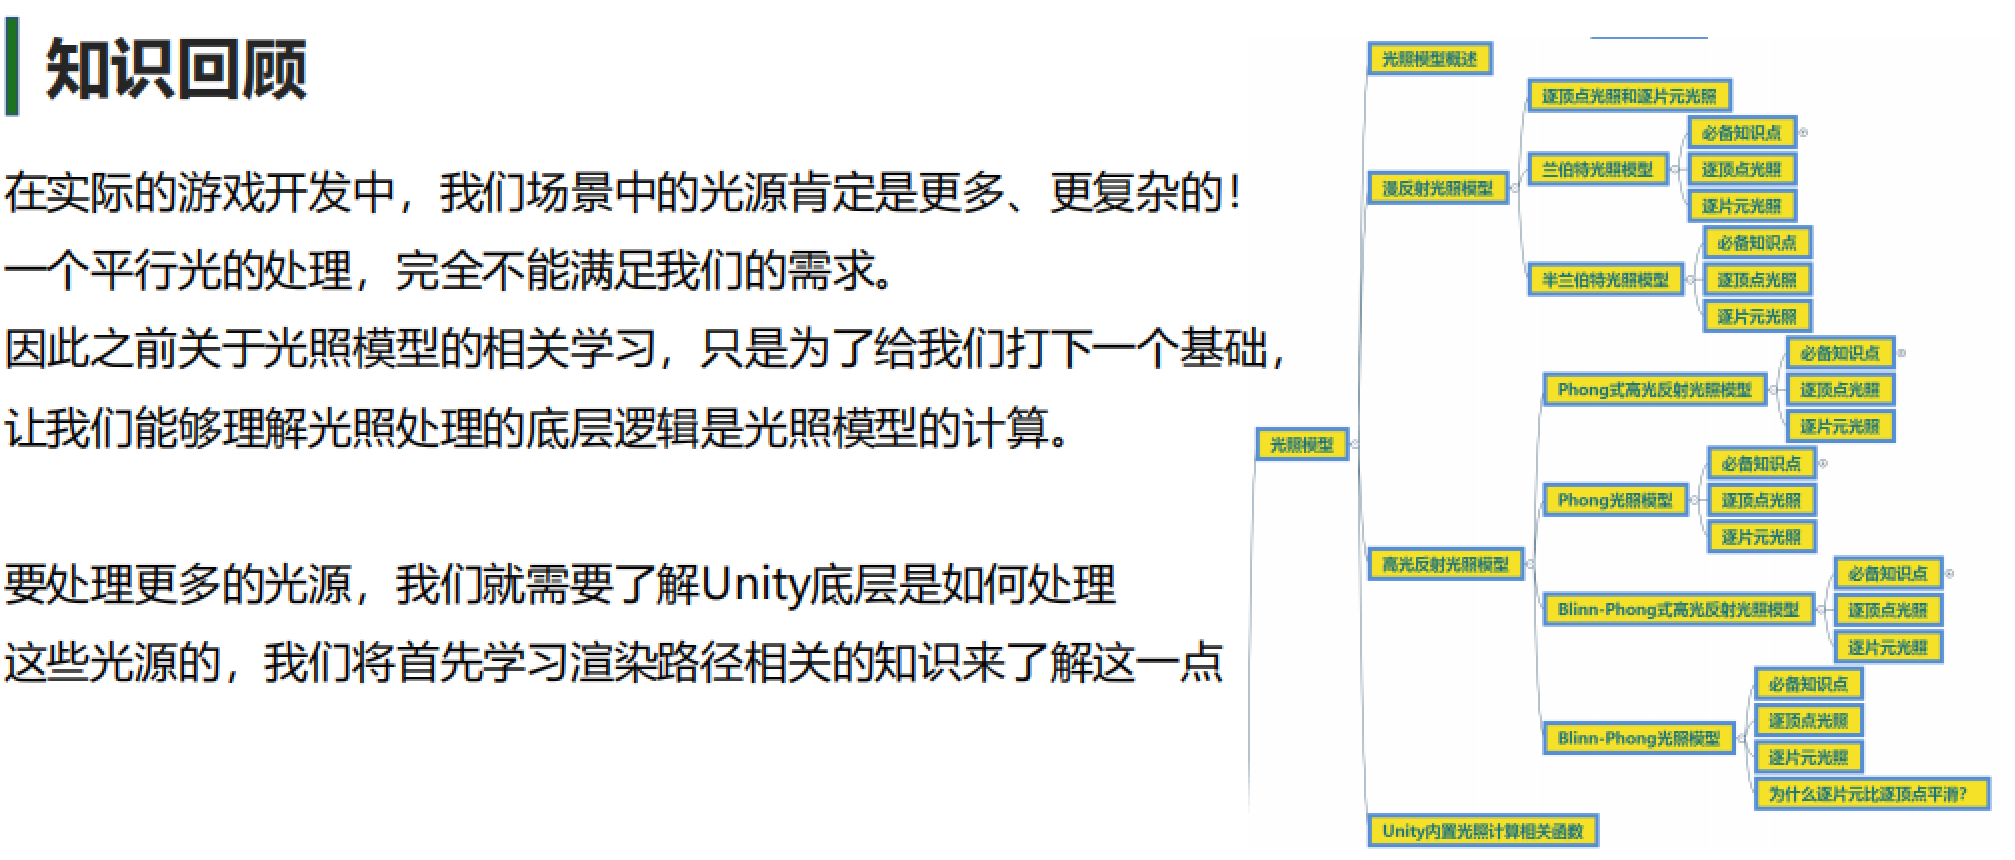 知识回顾
在实际的游戏开发中，我们场景中的光源肯定是更多、更复杂的！
一个平行光的处理，完全不能满足我们的需求。
因此之前关于光照模型的相关学习，只是为了给我们打下一个基础，
让我们能够理解光照处理的底层逻辑是光照模型的计算。
要处理更多的光源，我们就需要了解Unity底层是如何处理
这些光源的，我们将首先学习渲染路径相关的知识来了解这一点
光照模型
光照模型概述
漫反射光照模型
逐顶点光照和逐片元光照
兰伯特光照模型
必备知识点
逐顶点光照
逐片元光照
半兰伯特光照模型
必备知识点
逐顶点光照
逐片元光照
高光反射光照模型
Phong式高光反射光照模型
必备知识点
逐顶点光照
逐片元光照
Phong光照模型
必备知识点
逐顶点光照
逐片元光照
Blinn-Phong式高光反射光照模型
必备知识点
逐顶点光照
逐片元光照
Blinn-Phong光照模型
必备知识点
逐顶点光照
逐片元光照
为什么逐片元比逐顶点平滑？
Unity内置光照计算相关函数